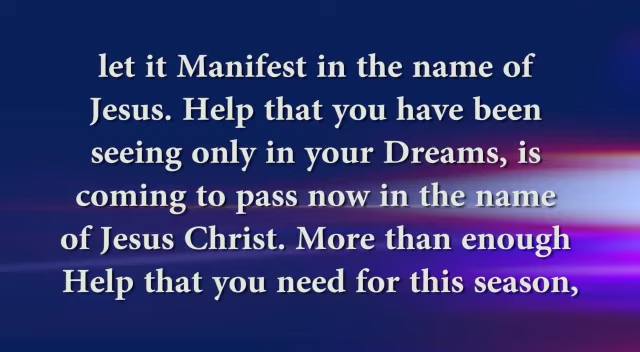 let it Manifest in the name of
Jesus. Help that you have been
seeing only in your Dreams, is
coming to pass now in the name
of Jesus Christ. More than enough
Help that you need for this season,